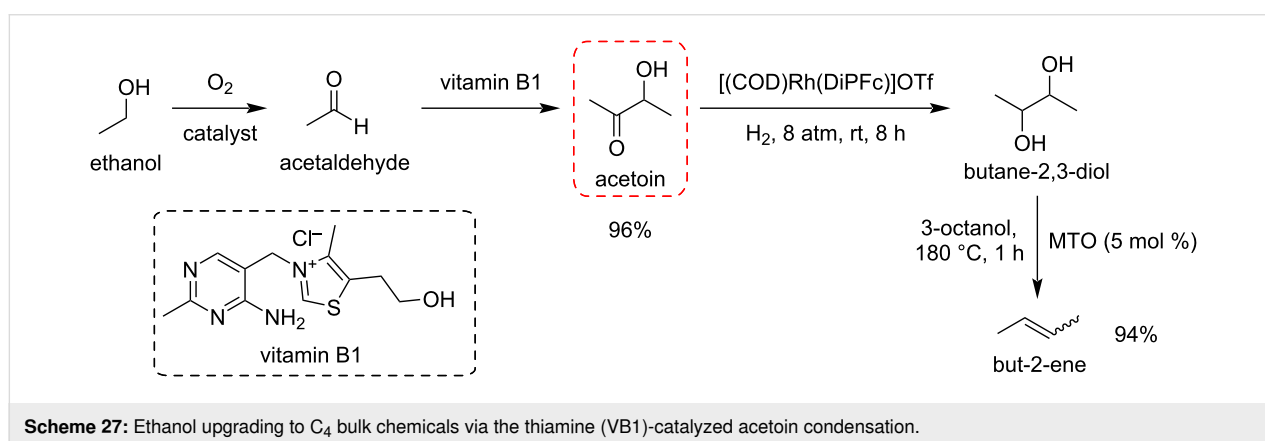 OH
ethanol
O2
catalyst
O
H
acetaldehyde
vitamin B1
OH
O
acetoin
96%
[(COD)Rh(DiPFc)]OTf
H2, 8 atm, rt, 8 h
OH
OH
butane-2,3-diol
3-octanol,
180 °C, 1 h
MTO (5 mol %)
but-2-ene
94%
Cl–
N
N
NH2
N+
S
OH
vitamin B1
Scheme 27: Ethanol upgrading to C4 bulk chemicals via the thiamine (VB1)-catalyzed acetoin condensation.